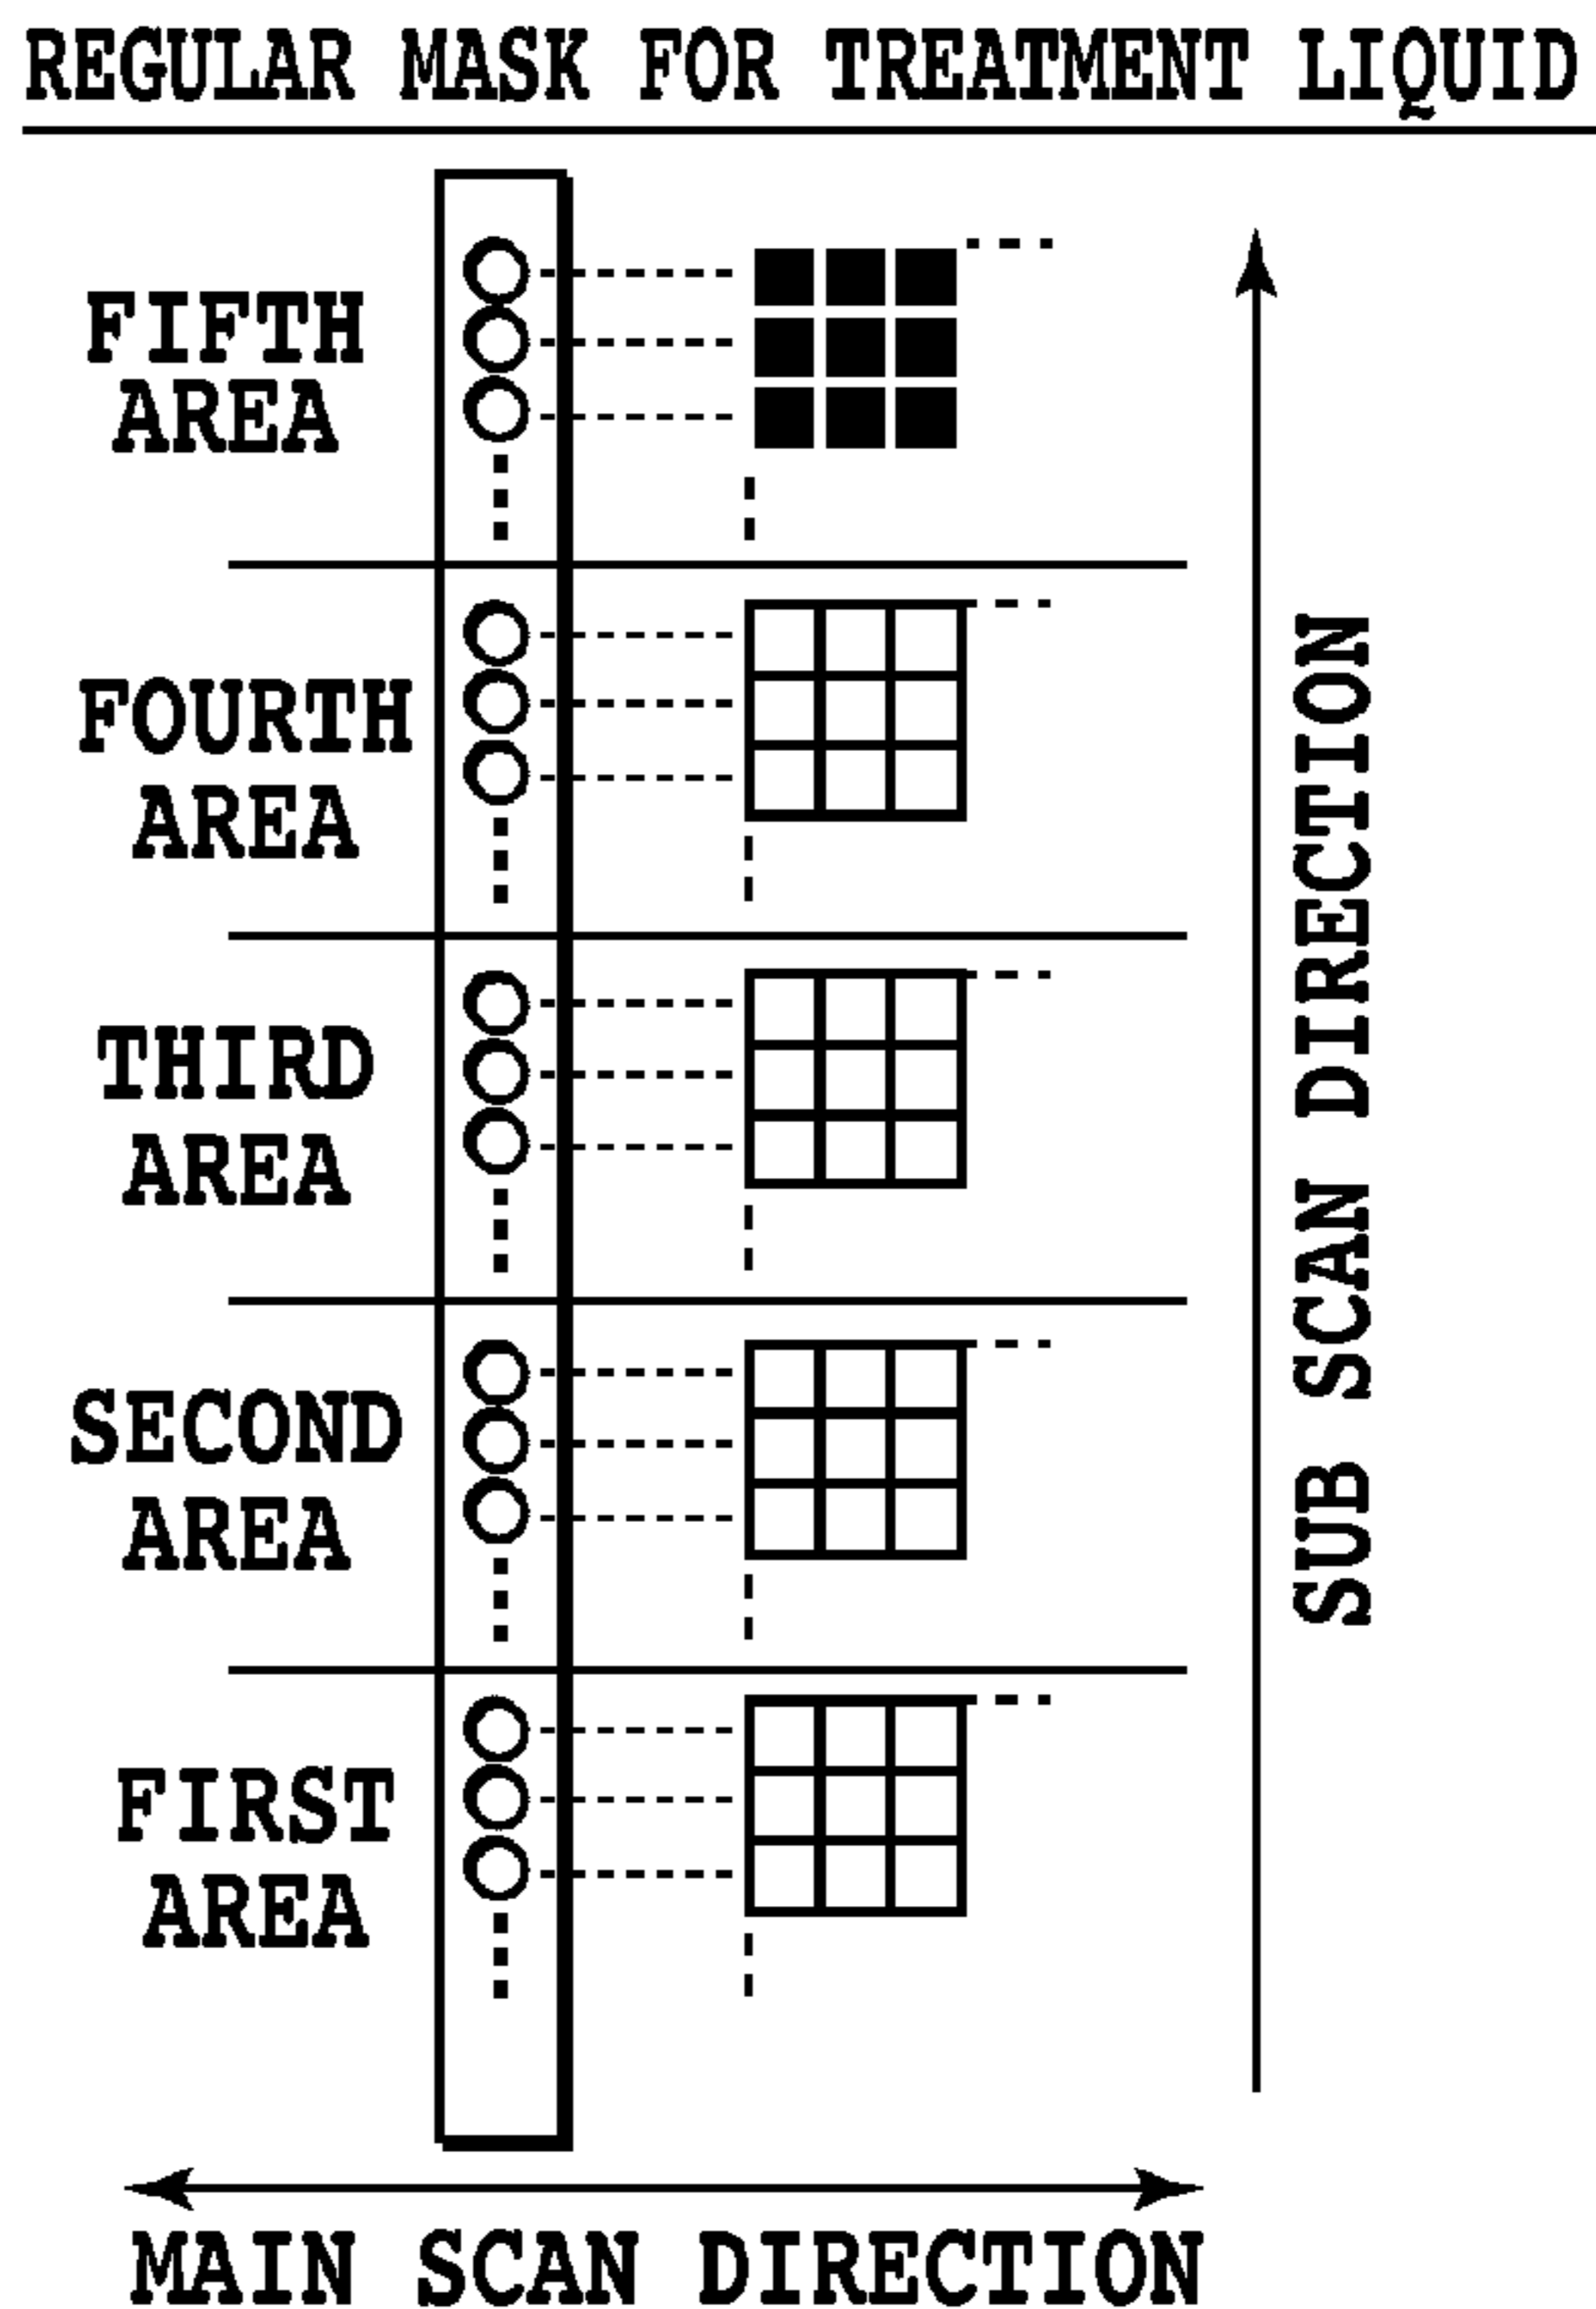 REGULAR MASK FOR TREATMENT LIQUID
FIFTH
AREA
FOURTH
AREA
THIRD
AREA
SECOND
AREA
FIRST
AREA
SUB SCAN DIRECTION
MAIN SCAN DIRECTION